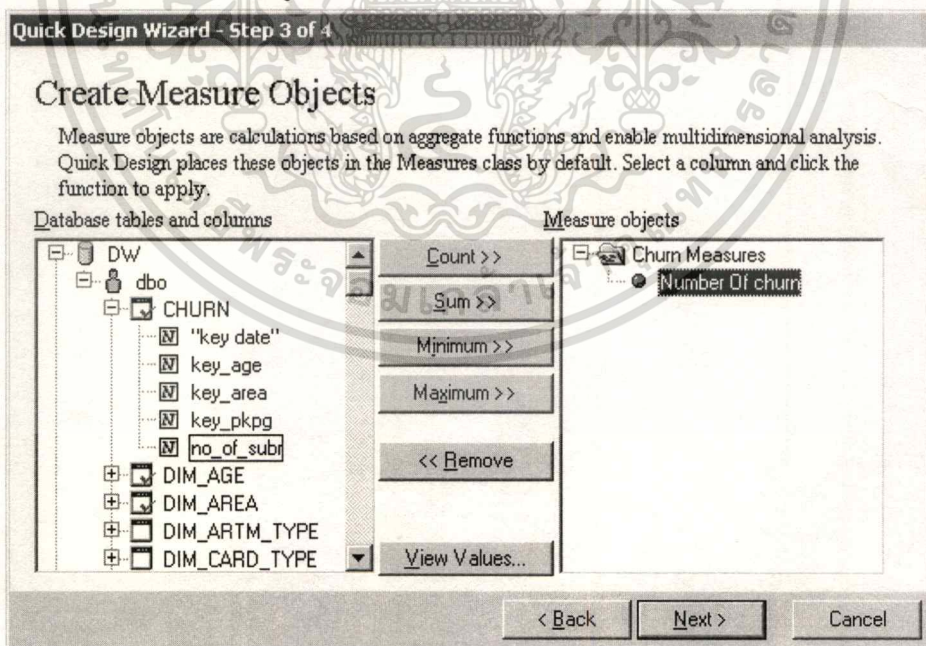 Quick Design Wizard - Step 3 of 4
Create Measure Objects
Measure objects are calculations based on aggregate functions and enable multidimensional analysis.
Quick Design places these objects in the Measures class by default. Select a column and click the
function to apply.
Database tables and columns
Measure objects
DW
dbo
CHURN
"key date"
key_age
key_area
key_pkpg
no_of_subr
DIM_AGE
DIM_AREA
DIM_ARTM_TYPE
DIM_CARD_TYPE
Count >>
Sum >>
Minimum >>
Maximum >>
<< Remove
View Values...
Churn Measures
Number Of churn
< Back
Next >
Cancel